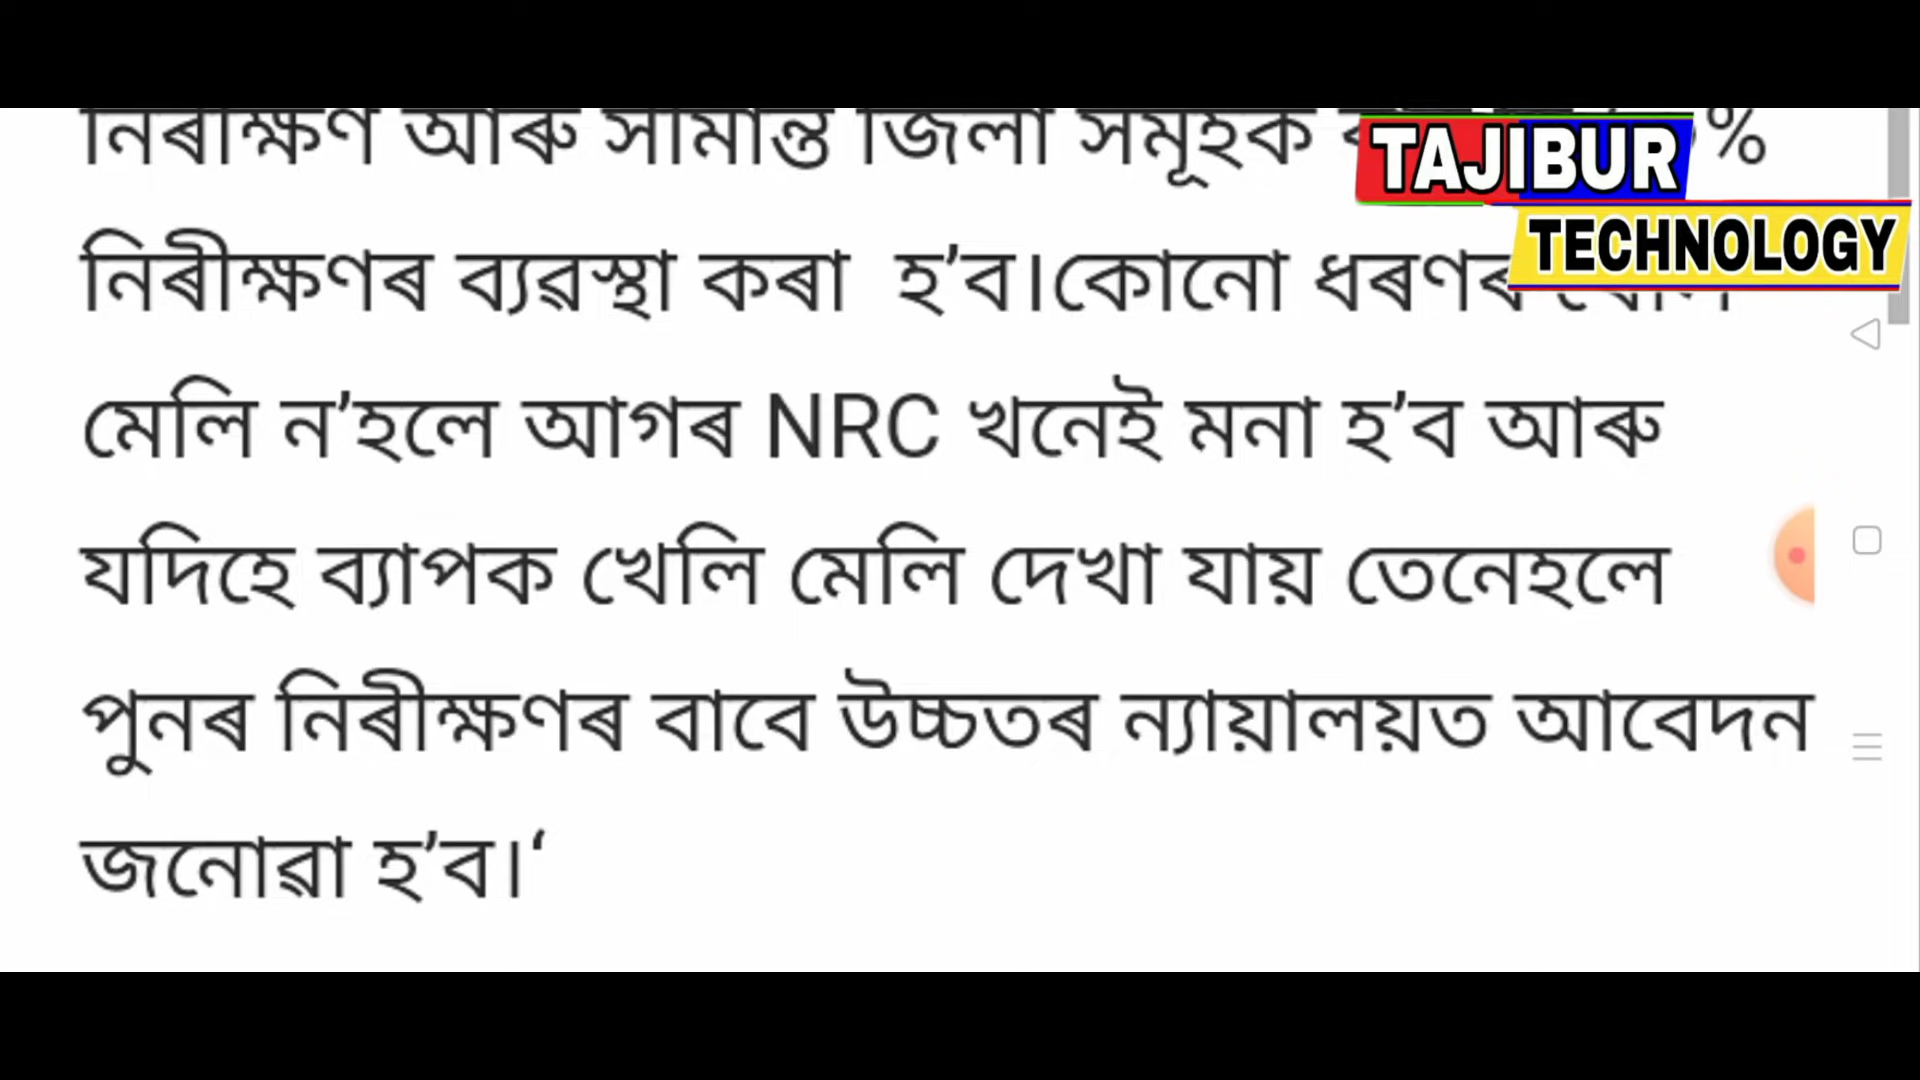 নিৰীক্ষণ আৰু সীমান্ত জিলা সমূহক %
TAJIBUR
TECHNOLOGY
নিৰীক্ষণৰ ব্যৱস্থা কৰা হ’ব।কোনো ধৰণৰ
মেলি ন’হলে আগৰ NRC খনেই মনা হ’ব আৰু
যদিহে ব্যাপক খেলি মেলি দেখা যায় তেনেহলে
পুনৰ নিৰীক্ষণৰ বাবে উচ্চতৰ ন্যায়ালয়ত আবেদন
জনোৱা হ’ব।‘